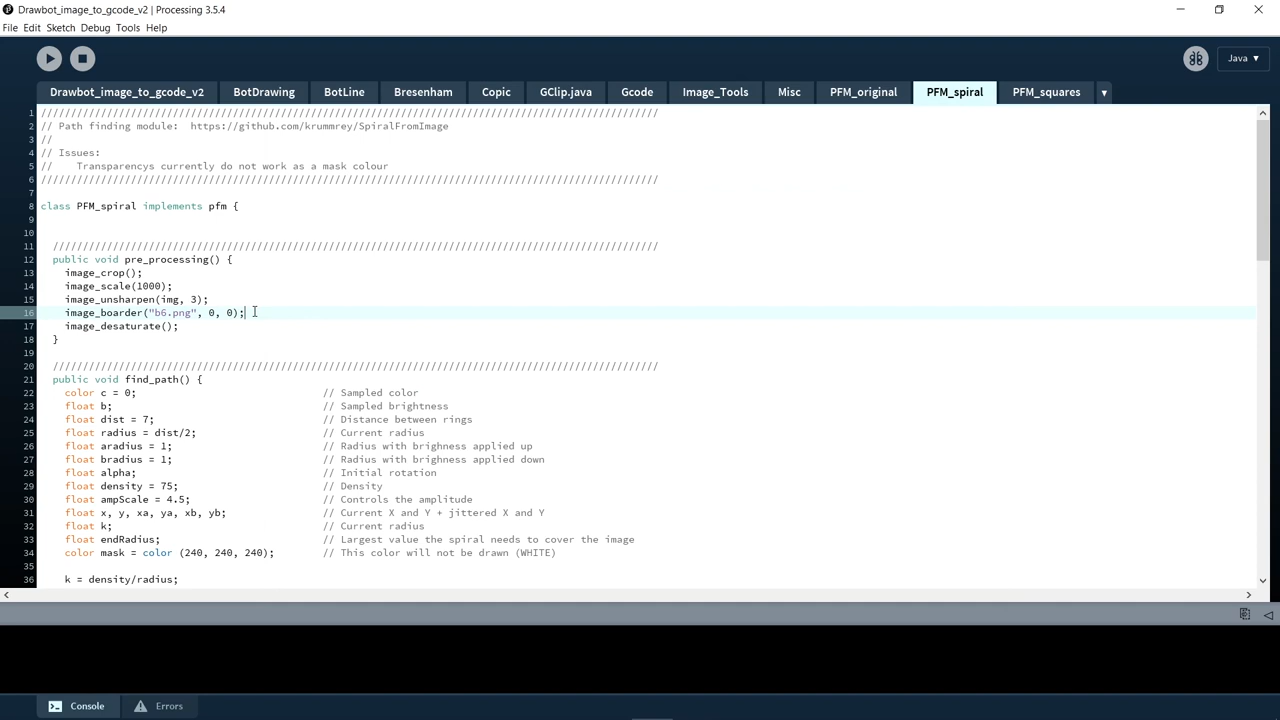 Drawbot_image_to_gcode_v2 | Processing 3.5.4
File Edit Sketch Debug Tools Help
Java ▼
Drawbot_image_to_gcode_v2 BotDrawing BotLine Bresenham Copic GClip.java Gcode Image_Tools Misc PFM_original PFM_spiral PFM_squares ▼
1 ///////////////////////////////////////////////////////////////////////////////////////////////////////
2 // Path finding module:  https://github.com/krummrey/SpiralFromImage
3 //
4 // Issues:
5 //    Transparencys currently do not work as a mask colour
6 ///////////////////////////////////////////////////////////////////////////////////////////////////////
7
8 class PFM_spiral implements pfm {
9
10
11   /////////////////////////////////////////////////////////////////////////////////////////////////////
12   public void pre_processing() {
13     image_crop();
14     image_scale(1000);
15     image_unsharpen(img, 3);
16     image_boarder("b6.png", 0, 0);
17     image_desaturate();
18   }
19
20   /////////////////////////////////////////////////////////////////////////////////////////////////////
21   public void find_path() {
22     color c = 0;                               // Sampled color
23     float b;                                   // Sampled brightness
24     float dist = 7;                            // Distance between rings
25     float radius = dist/2;                     // Current radius
26     float aradius = 1;                         // Radius with brighness applied up
27     float bradius = 1;                         // Radius with brighness applied down
28     float alpha;                               // Initial rotation
29     float density = 75;                        // Density
30     float ampScale = 4.5;                      // Controls the amplitude
31     float x, y, xa, ya, xb, yb;                // Current X and Y + jittered X and Y
32     float k;                                   // Current radius
33     float endRadius;                           // Largest value the spiral needs to cover the image
34     color mask = color (240, 240, 240);        // This color will not be drawn (WHITE)
35
36     k = density/radius;
Console Errors